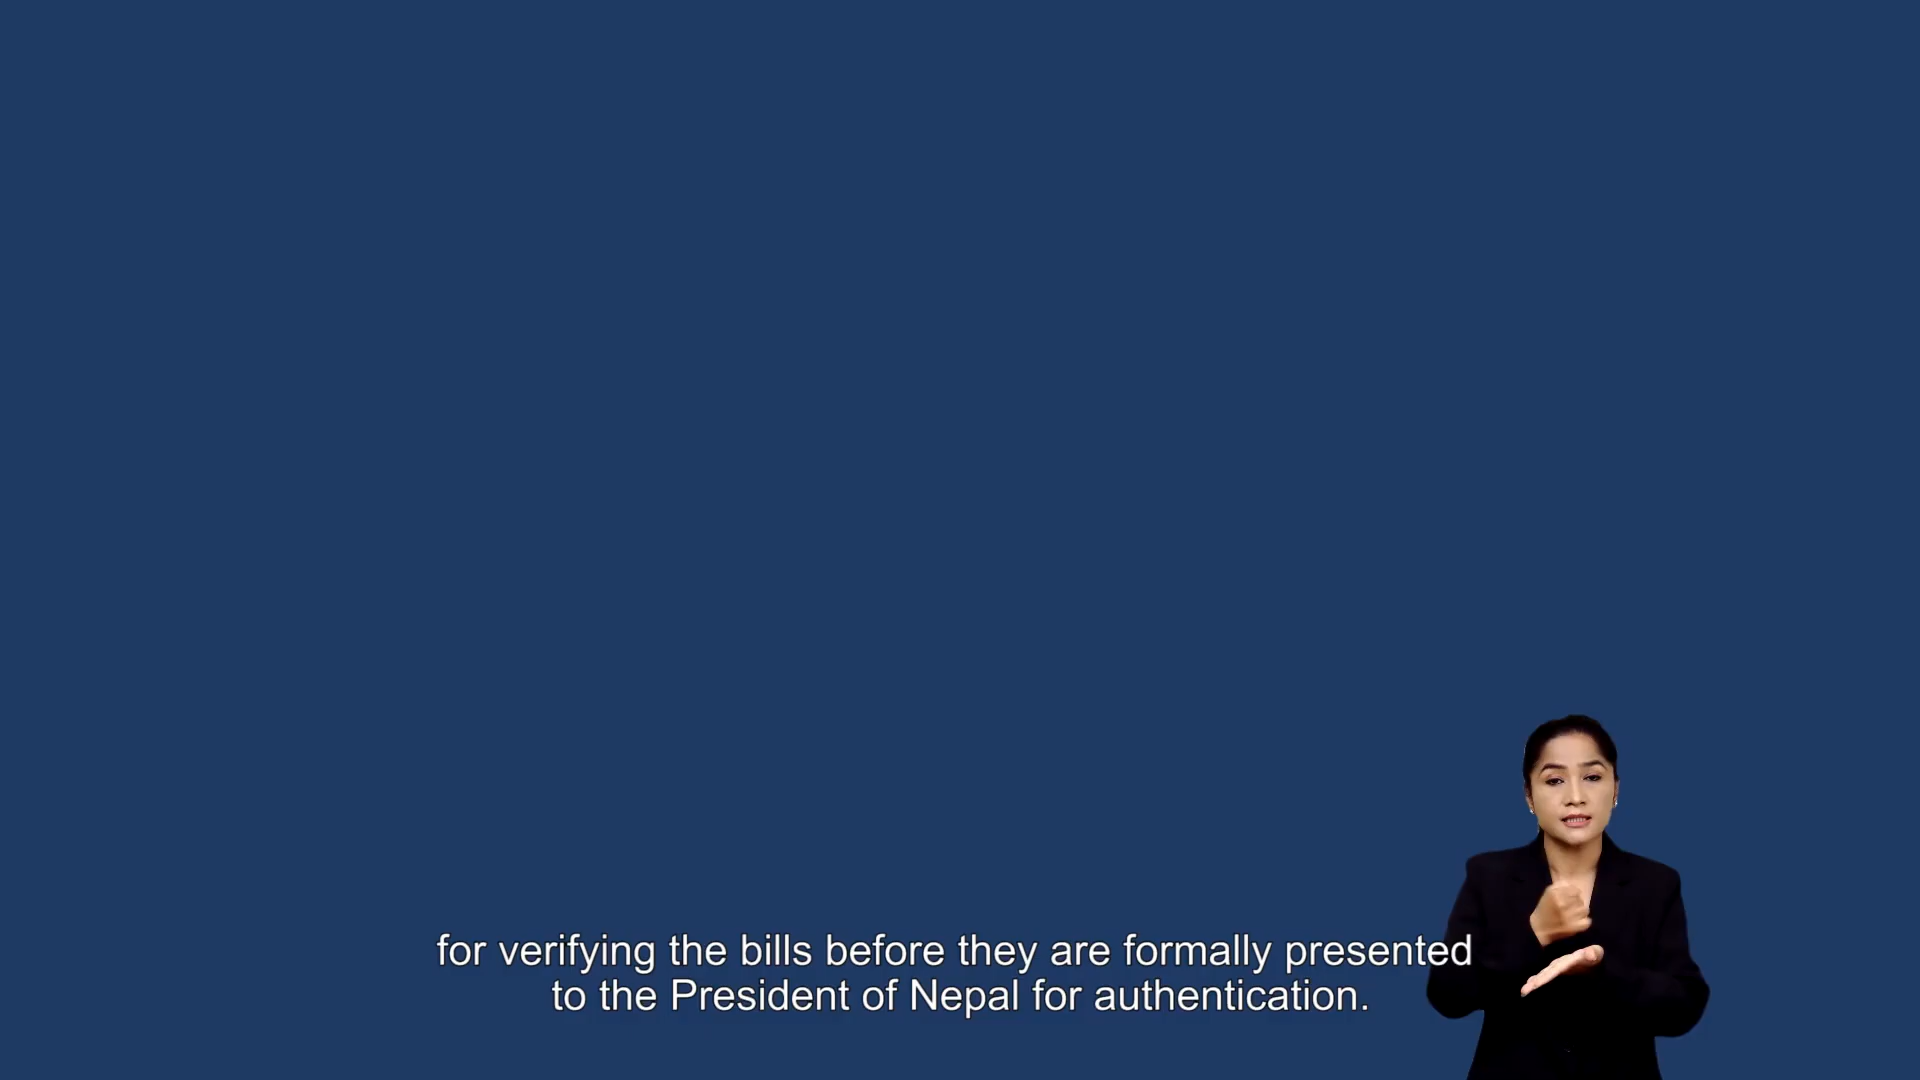 for verifying the bills before they are formally presented
to the President of Nepal for authentication.